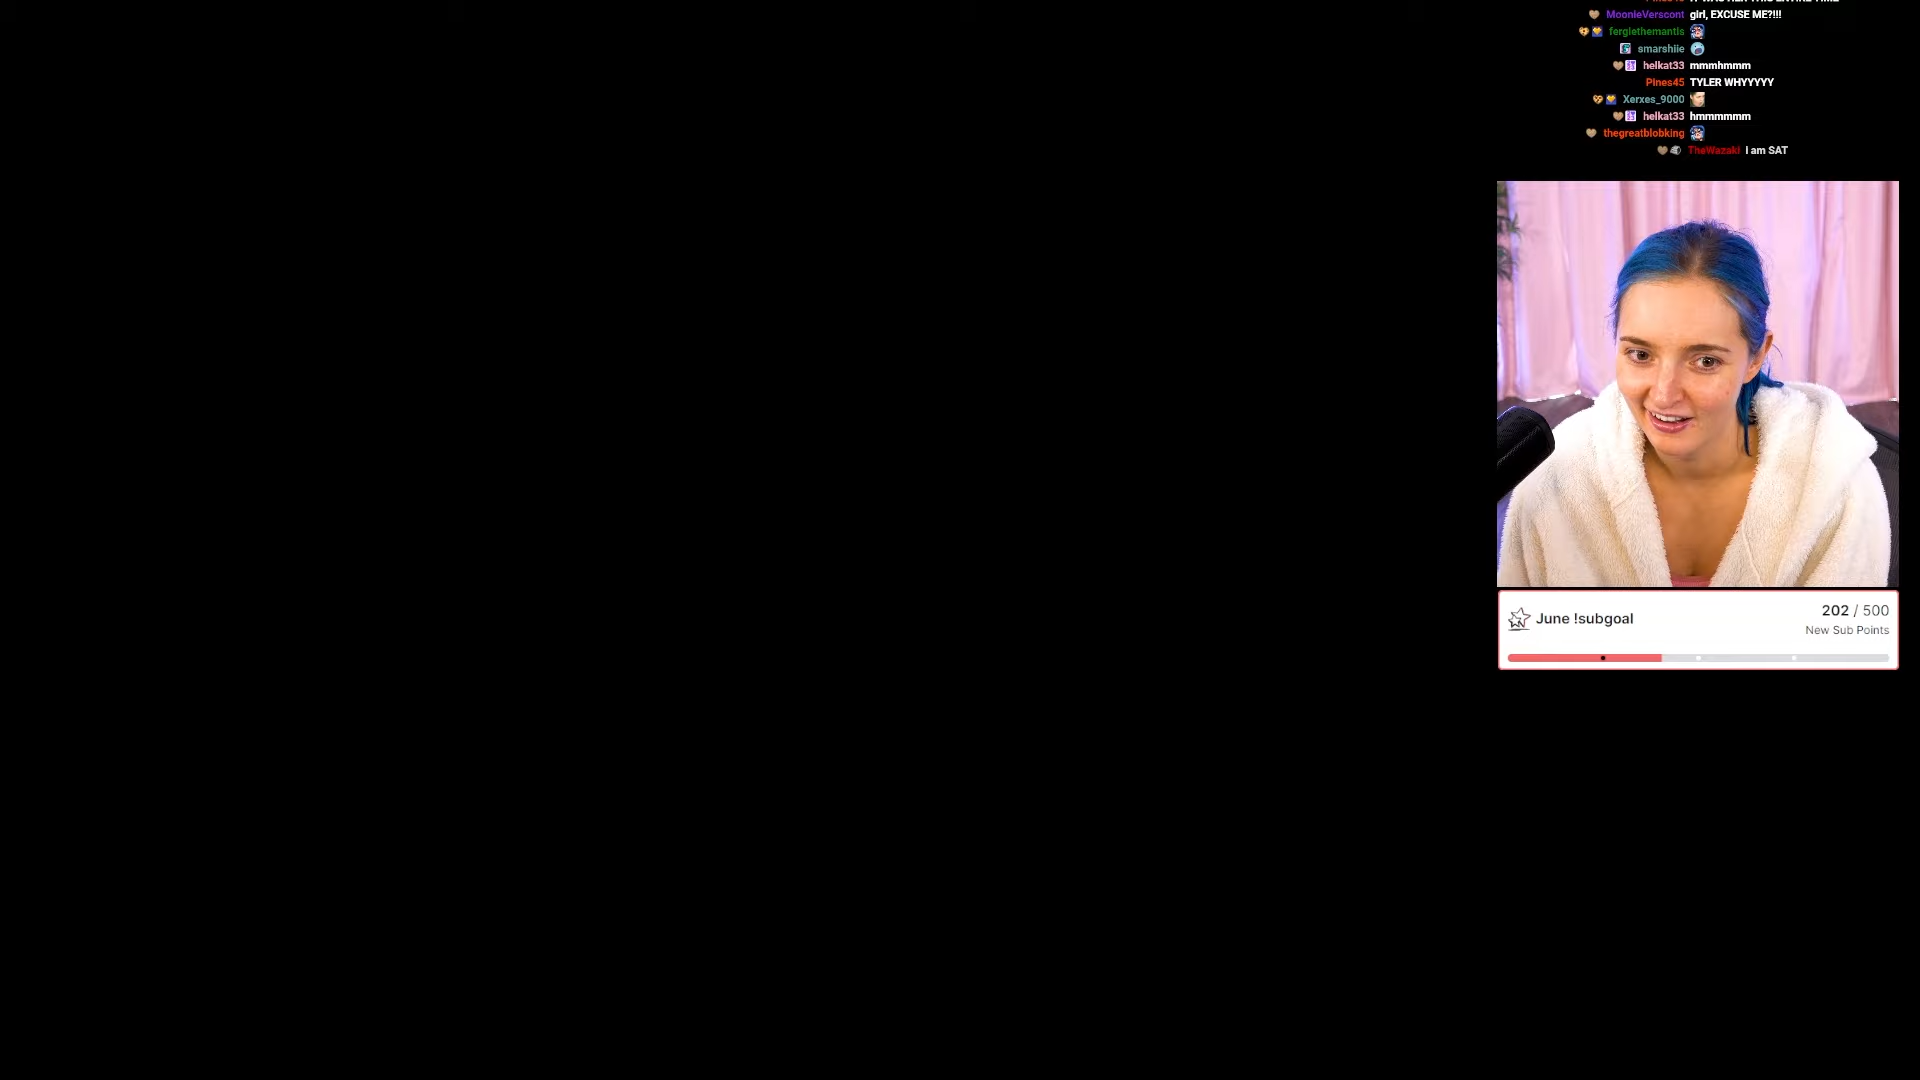 MoonieVerscont girl, EXCUSE ME?!!!
ferglethemantis
smarshiie
helkat33 mmmhmmm
Pines45 TYLER WHYYYYY
Xerxes_9000
helkat33 hmmmmmm
thegreatblobking
TheWazaki I am SAT
June !subgoal
202 / 500
New Sub Points